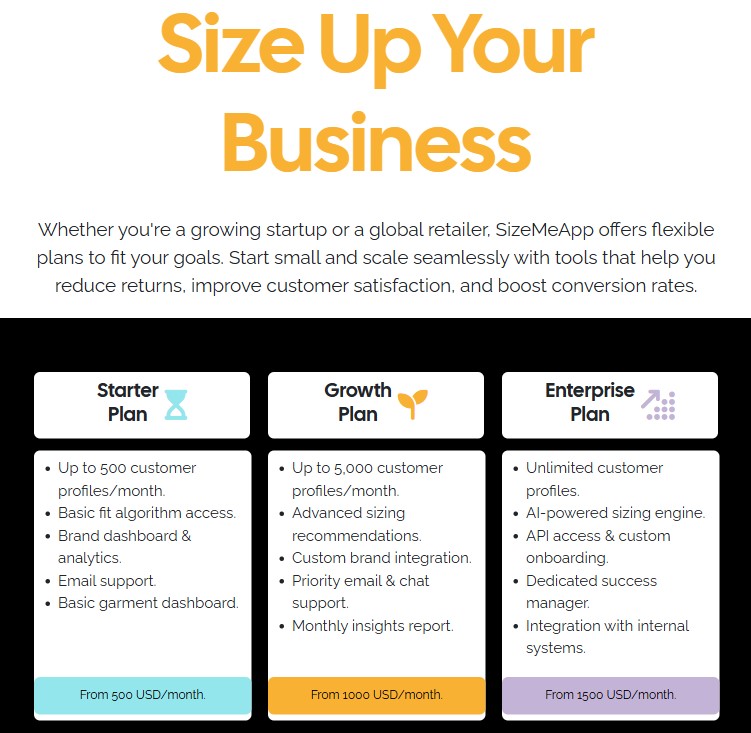 Size Up Your
Business
Whether you're a growing startup or a global retailer, SizeMeApp offers flexible
plans to fit your goals. Start small and scale seamlessly with tools that help you
reduce returns, improve customer satisfaction, and boost conversion rates.
Starter
Plan
• Up to 500 customer
profiles/month.
• Basic fit algorithm access.
• Brand dashboard &
analytics.
• Email support.
• Basic garment dashboard.
From 500 USD/month.
Growth
Plan
• Up to 5,000 customer
profiles/month.
• Advanced sizing
recommendations.
• Custom brand integration.
• Priority email & chat
support.
• Monthly insights report.
From 1000 USD/month.
Enterprise
Plan
• Unlimited customer
profiles.
• AI-powered sizing engine.
• API access & custom
onboarding.
• Dedicated success
manager.
• Integration with internal
systems.
From 1500 USD/month.